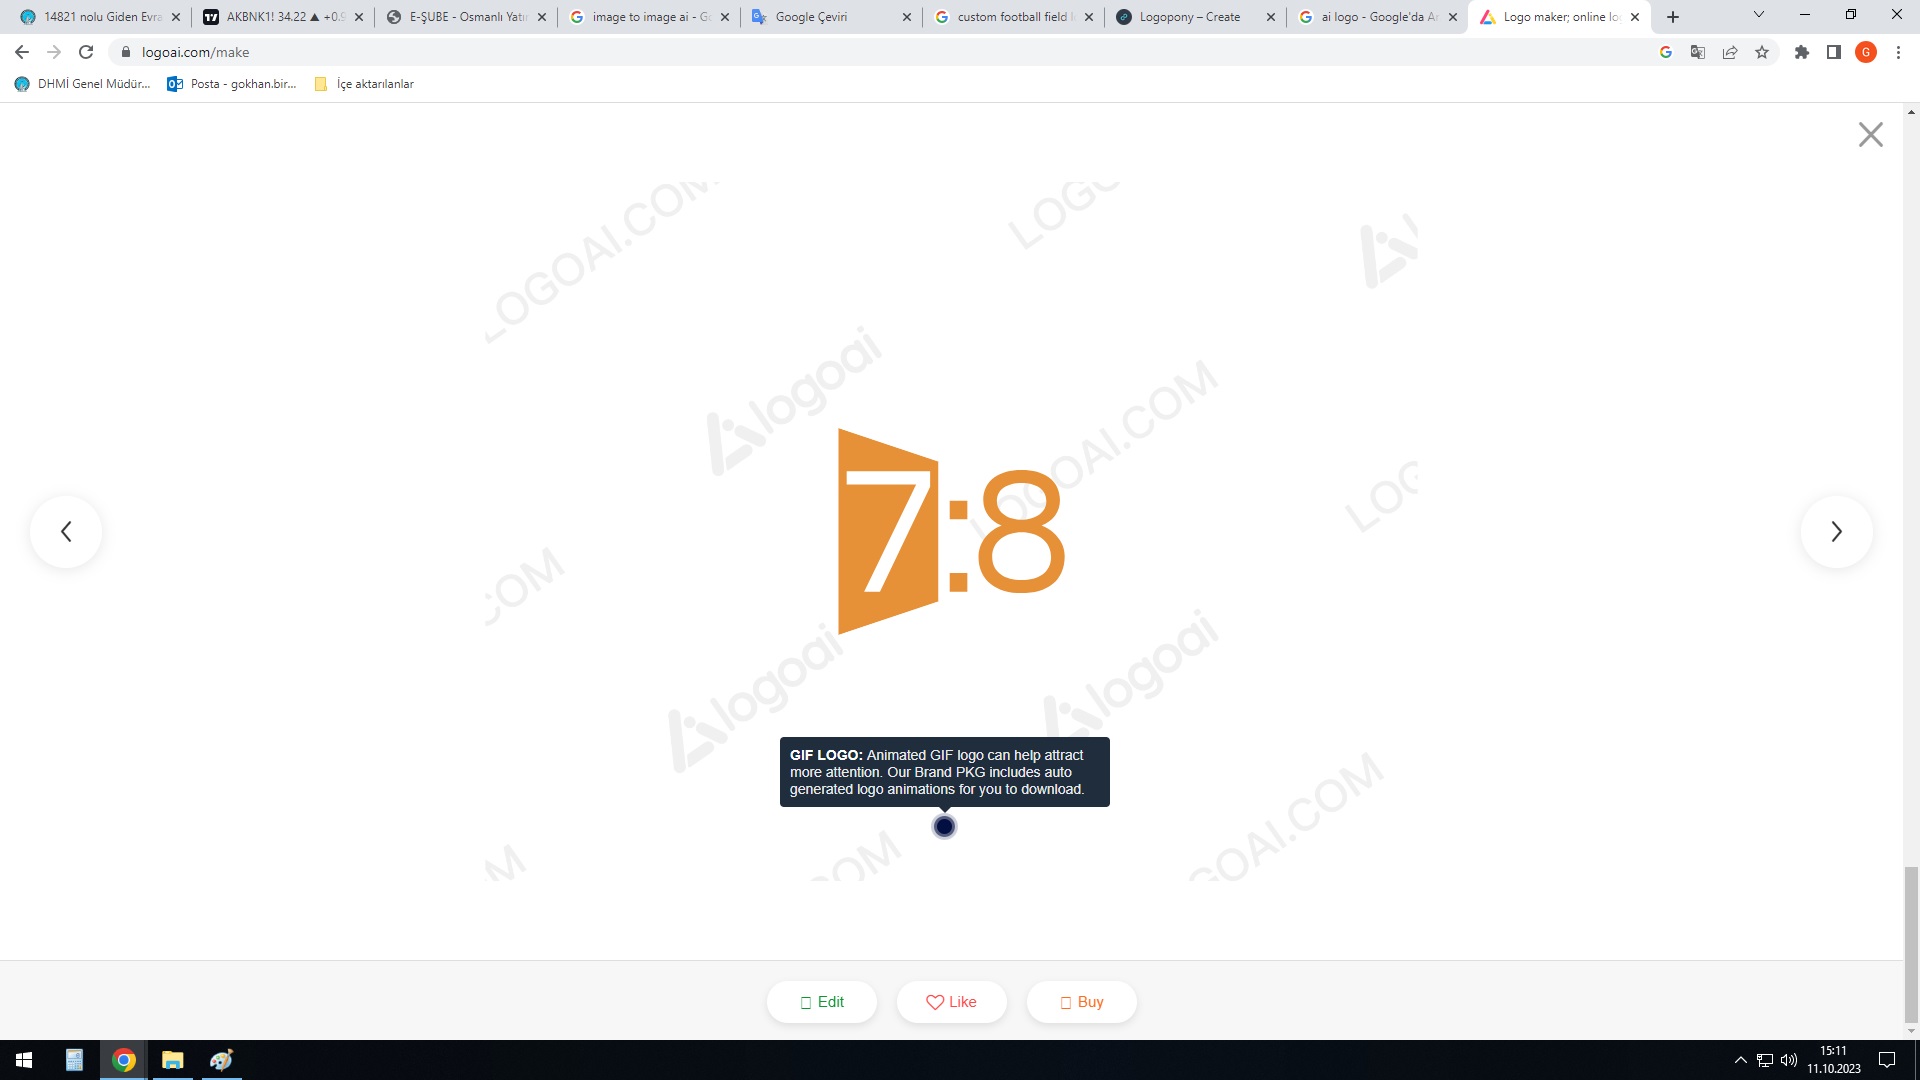 14821 nolu Giden Evra
AKBNK1! 34.22 ▲ +0.9
E-ŞUBE - Osmanlı Yatır
image to image ai - Go
Google Çeviri
custom football field l
Logopony – Create
ai logo - Google'da Ar
Logo maker; online lo
logoai.com/make
G
DHMİ Genel Müdür...
Posta - gokhan.bir...
İçe aktarılanlar
LOGOAI.COM
LOGO
logoai
LOGOAI.COM
LOG
7:8
COM
logoai
logoai
GIF LOGO: Animated GIF logo can help attract
more attention. Our Brand PKG includes auto
generated logo animations for you to download.
M
COM
GOAI.COM
Edit
Like
Buy
15:11
11.10.2023